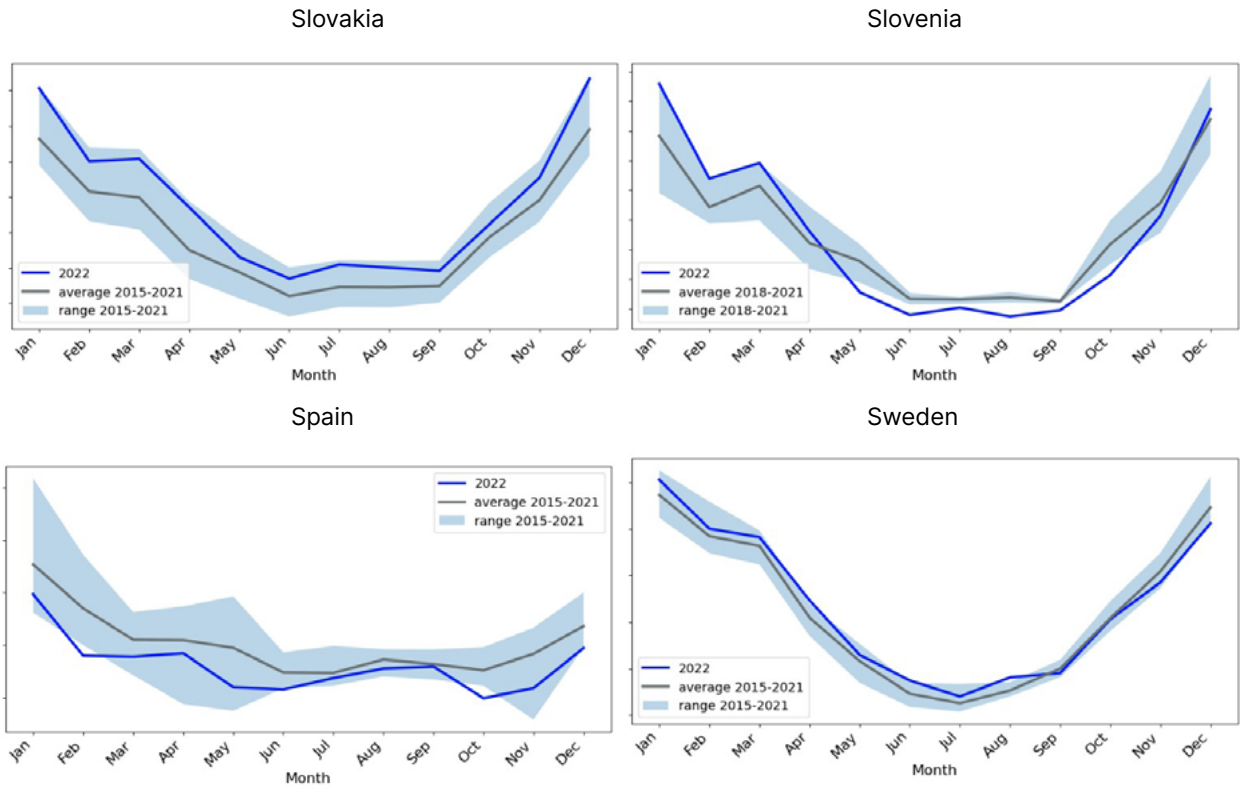 Slovakia
2022
average 2015-2021
range 2015-2021
Jan
Feb
Mar
Apr
May
Jun
Jul
Aug
Sep
Oct
Nov
Dec
Month
Slovenia
2022
average 2018-2021
range 2018-2021
Jan
Feb
Mar
Apr
May
Jun
Jul
Aug
Sep
Oct
Nov
Dec
Month
Spain
2022
average 2015-2021
range 2015-2021
Jan
Feb
Mar
Apr
May
Jun
Jul
Aug
Sep
Oct
Nov
Dec
Month
Sweden
2022
average 2015-2021
range 2015-2021
Jan
Feb
Mar
Apr
May
Jun
Jul
Aug
Sep
Oct
Nov
Dec
Month